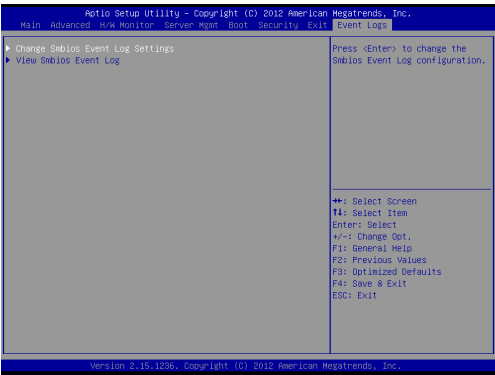 Aptio Setup Utility – Copyright (C) 2012 American Megatrends, Inc.
Main Advanced H/W Monitor Server Mgmt Boot Security Exit Event Logs
Change Smbios Event Log Settings
View Smbios Event Log
Press <Enter> to change the
Smbios Event Log configuration.
→←: Select Screen
↑↓: Select Item
Enter: Select
+/-: Change Opt.
F1: General Help
F2: Previous Values
F3: Optimized Defaults
F4: Save & Exit
ESC: Exit
Version 2.15.1236. Copyright (C) 2012 American Megatrends, Inc.